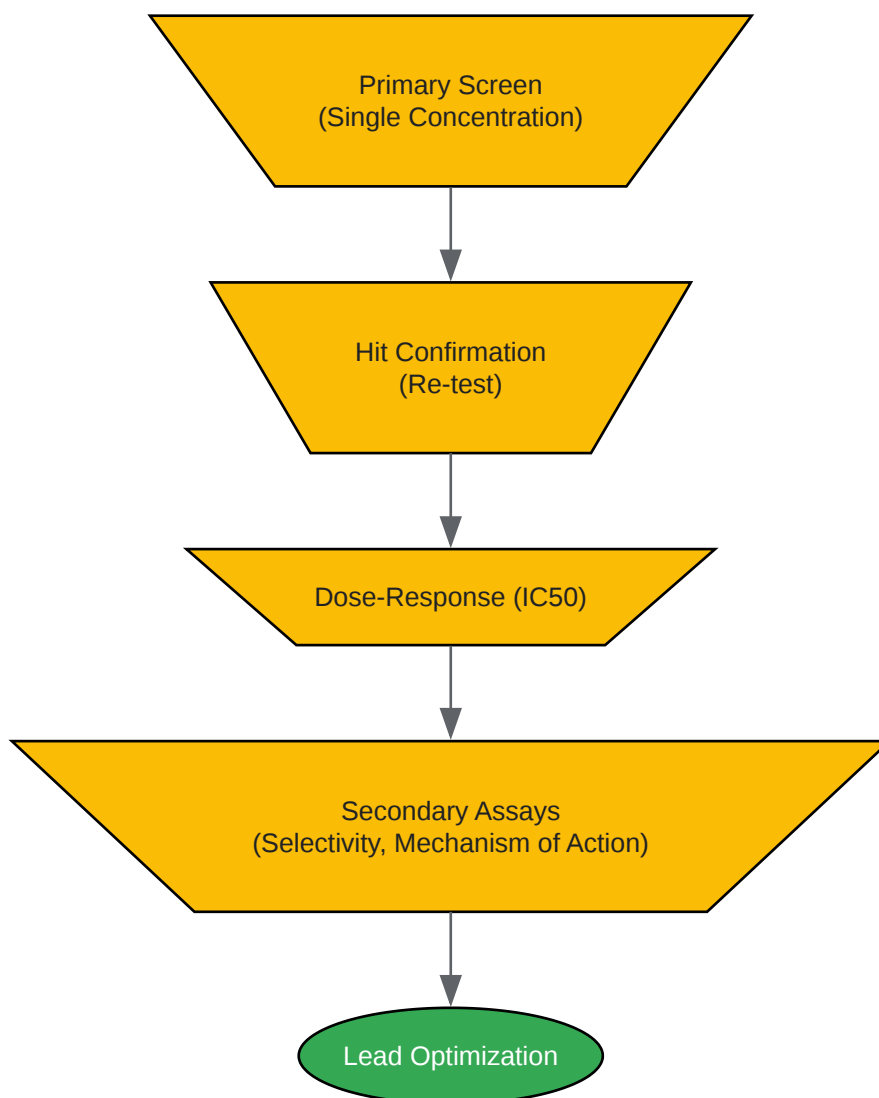 Primary Screen
(Single Concentration)
Hit Confirmation
(Re-test)
Dose-Response (IC50)
Secondary Assays
(Selectivity, Mechanism of Action)
Lead Optimization